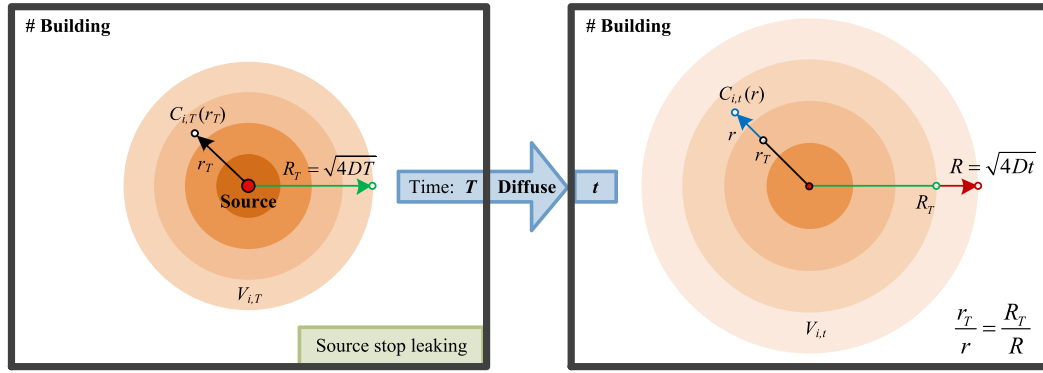 # Building
C_{i,T}(r_T)
r_T
R_T = √4DT
Source
V_{i,T}
Source stop leaking
Time: T Diffuse t
# Building
C_{i,t}(r)
r
r_T
R = √4Dt
R_T
V_{i,t}
r_T/r = R_T/R